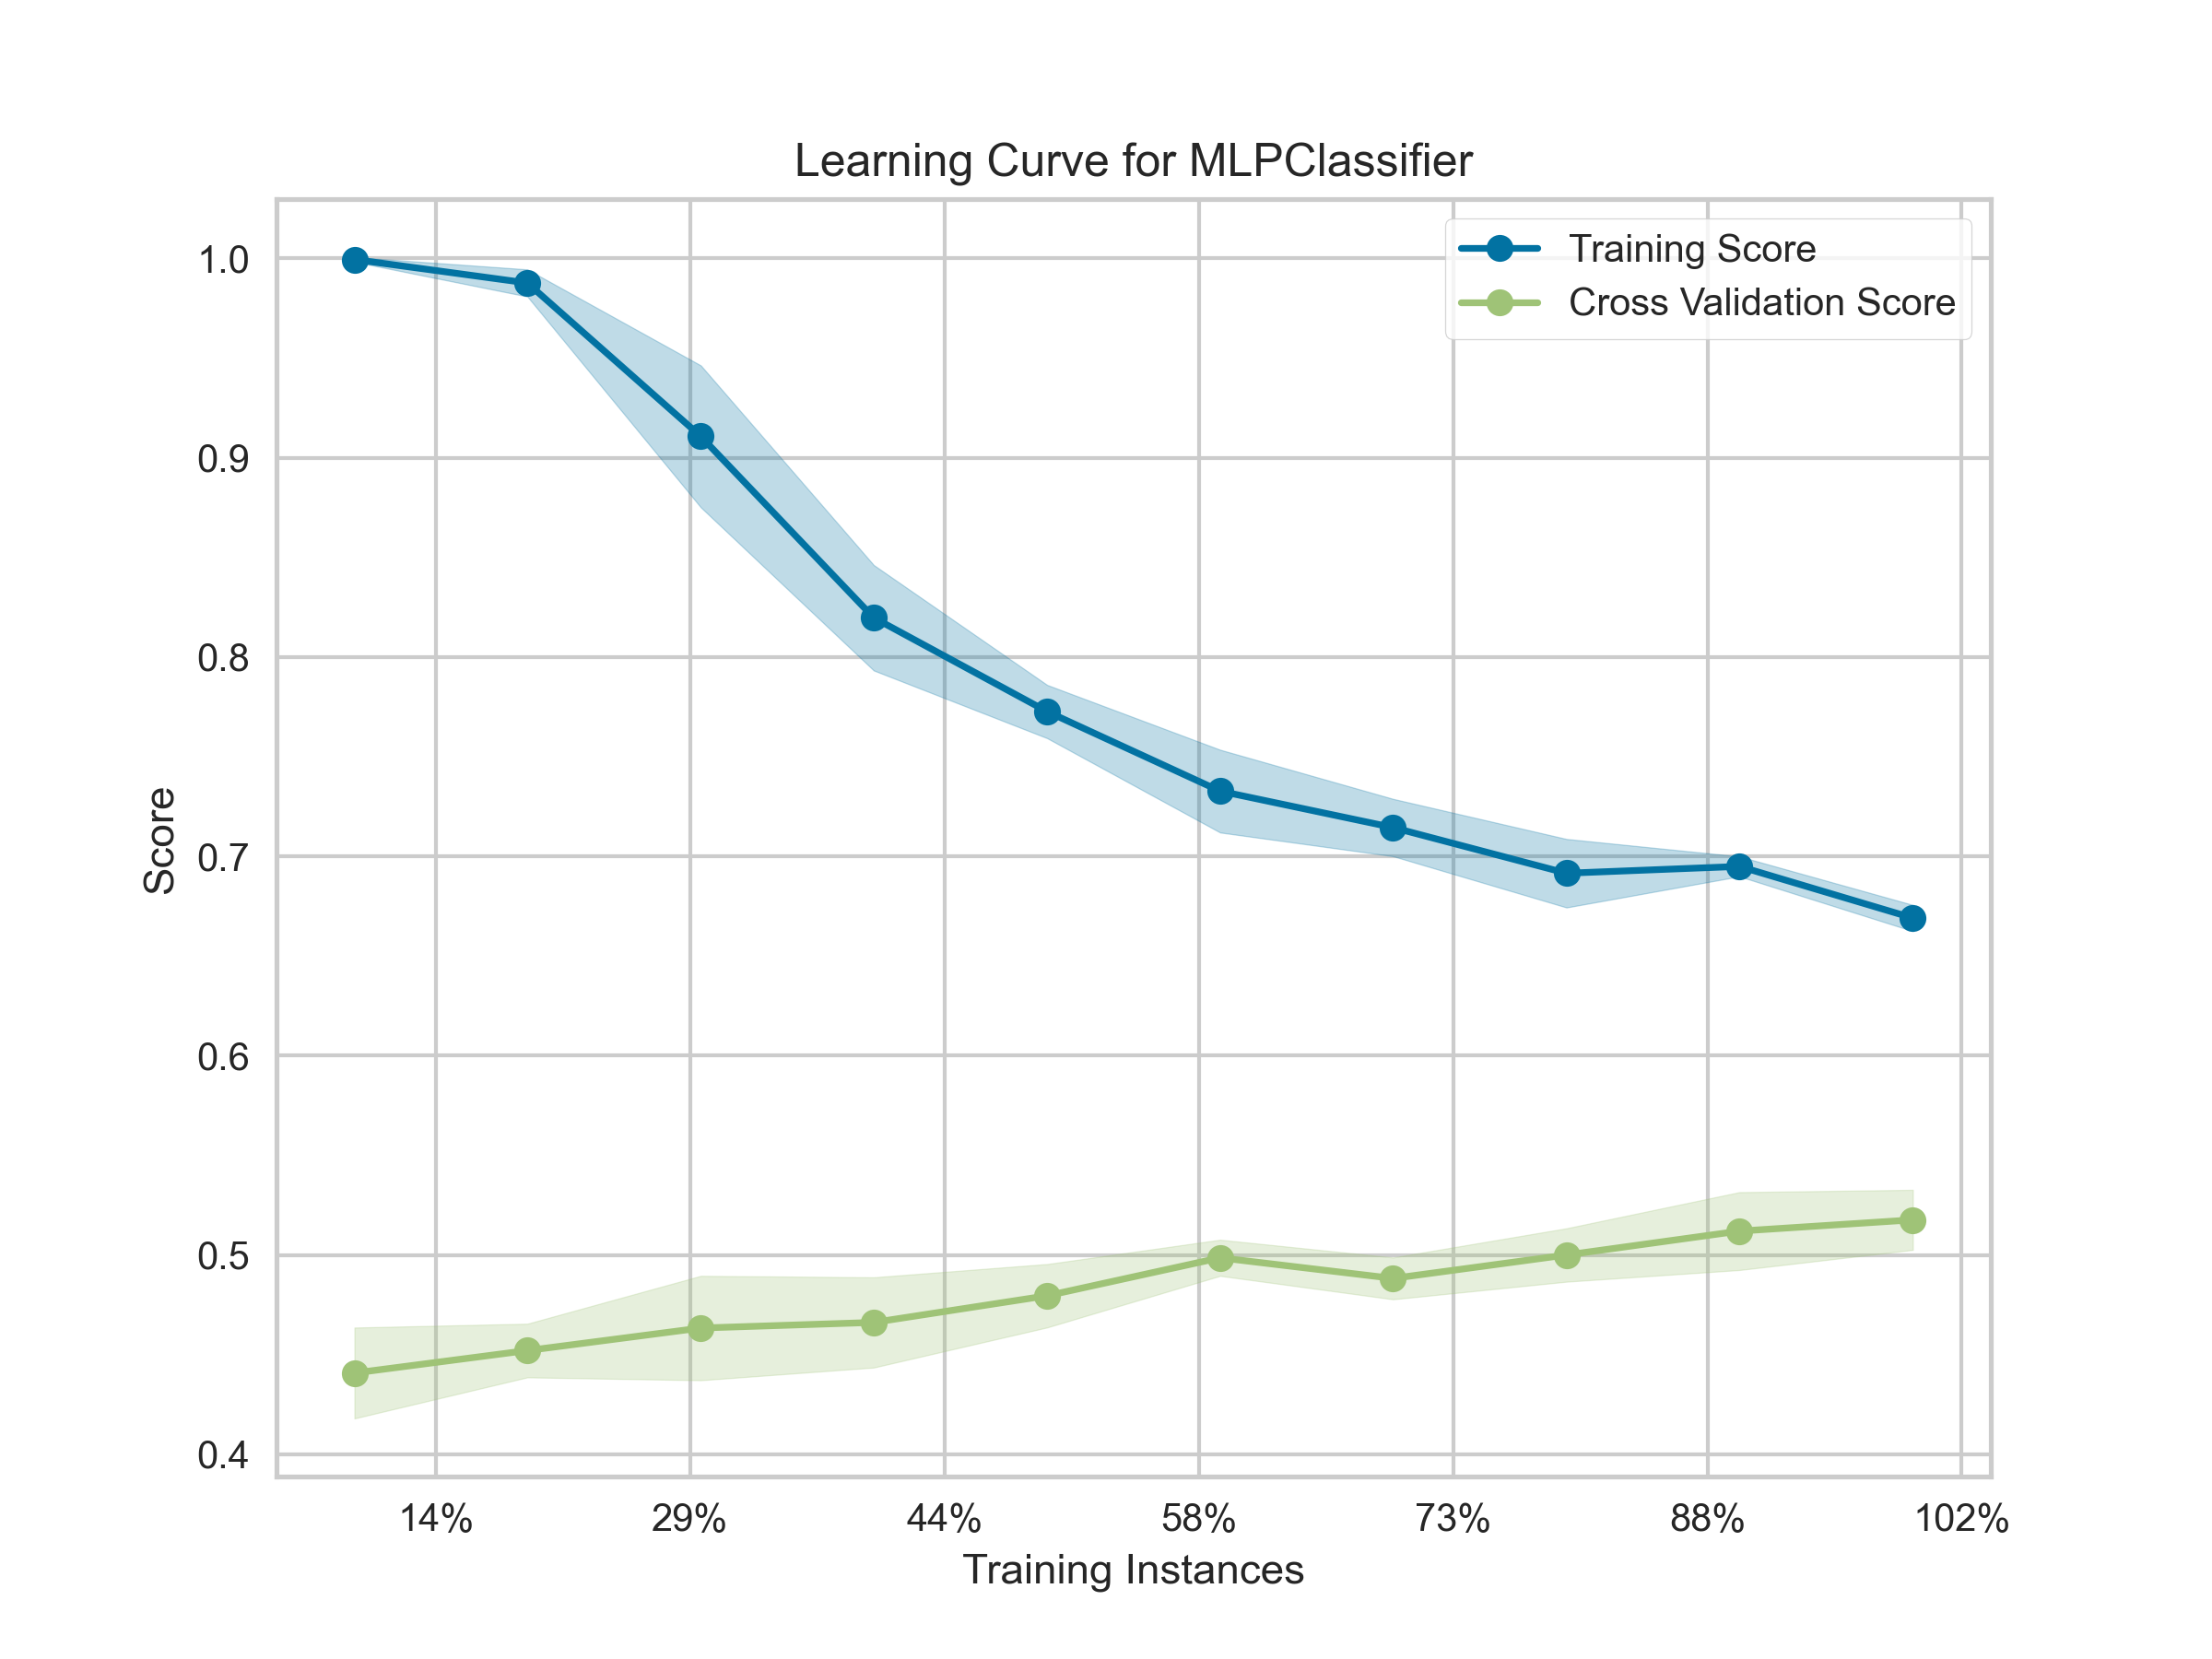 Learning Curve for MLPClassifier
Training Score
Cross Validation Score
1.0
0.9
0.8
0.7
0.6
0.5
0.4
Score
14% 29% 44% 58% 73% 88% 102%
Training Instances